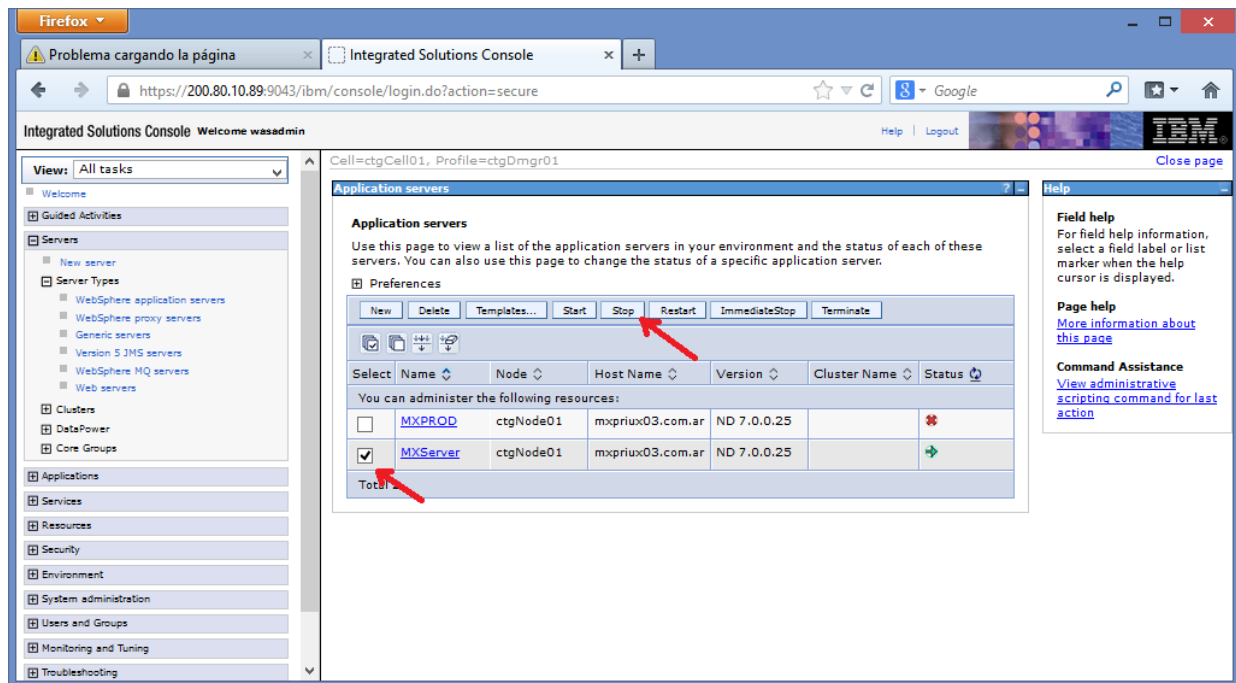 Firefox
Problema cargando la página
Integrated Solutions Console
https://200.80.10.89:9043/ibm/console/login.do?action=secure
Google
Integrated Solutions Console Welcome wasadmin
Help | Logout
IBM
View: All tasks
Welcome
Guided Activities
Servers
New server
Server Types
WebSphere application servers
WebSphere proxy servers
Generic servers
Version 5 JMS servers
WebSphere MQ servers
Web servers
Clusters
DataPower
Core Groups
Applications
Services
Resources
Security
Environment
System administration
Users and Groups
Monitoring and Tuning
Troubleshooting
Cell=ctgCell01, Profile=ctgDmgr01
Close page
Application servers
Application servers
Use this page to view a list of the application servers in your environment and the status of each of these
servers. You can also use this page to change the status of a specific application server.
Preferences
New Delete Templates... Start Stop Restart ImmediateStop Terminate
Select Name Node Host Name Version Cluster Name Status
You can administer the following resources:
MXPROD ctgNode01 mxpriux03.com.ar ND 7.0.0.25
MXServer ctgNode01 mxpriux03.com.ar ND 7.0.0.25
Total
Help
Field help
For field help information,
select a field label or list
marker when the help
cursor is displayed.
Page help
More information about
this page
Command Assistance
View administrative
scripting command for last
action